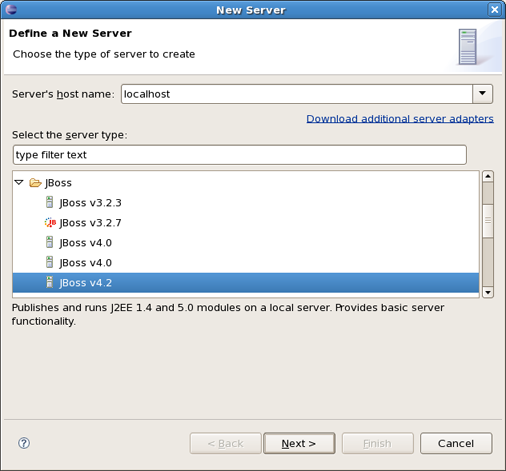 New Server
Define a New Server
Choose the type of server to create
Server's host name: localhost
Download additional server adapters
Select the server type:
type filter text
JBoss
JBoss v3.2.3
JBoss v3.2.7
JBoss v4.0
JBoss v4.0
JBoss v4.2
Publishes and runs J2EE 1.4 and 5.0 modules on a local server. Provides basic server
functionality.
< Back Next > Finish Cancel